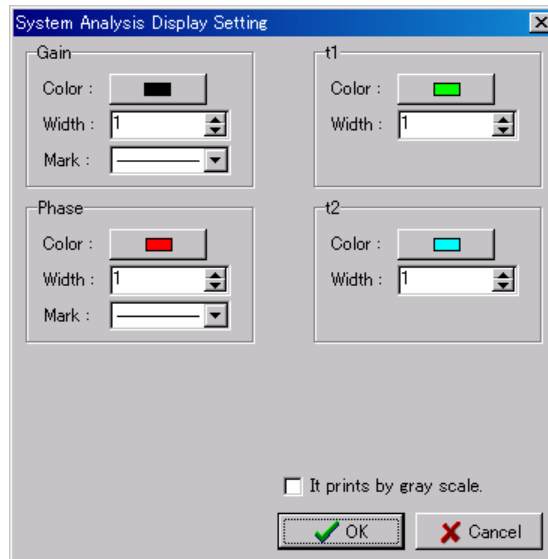 System Analysis Display Setting
Gain
Color :
Width : 1
Mark :
t1
Color :
Width : 1
Phase
Color :
Width : 1
Mark :
t2
Color :
Width : 1
It prints by gray scale.
OK
Cancel